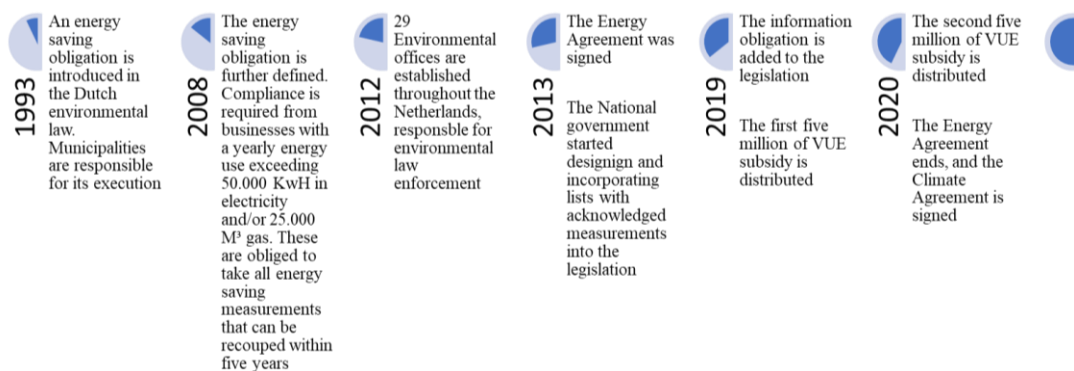 1993
An energy
saving
obligation is
introduced in
the Dutch
environmental
law.
Municipalities
are responsible
for its execution
2008
The energy
saving
obligation is
further defined.
Compliance is
required from
businesses with
a yearly energy
use exceeding
50.000 KwH in
electricity
and/or 25.000
M³ gas. These
are obliged to
take all energy
saving
measurements
that can be
recouped within
five years
2012
29
Environmental
offices are
established
throughout the
Netherlands,
responsble for
environmental
law
enforcement
2013
The Energy
Agreement was
signed
The National
government
started
designign and
incorporating
lists with
acknowledged
measurements
into the
legislation
2019
The information
obligation is
added to the
legislation
The first five
million of VUE
subsidy is
distributed
2020
The second five
million of VUE
subsidy is
distributed
The Energy
Agreement
ends, and the
Climate
Agreement is
signed